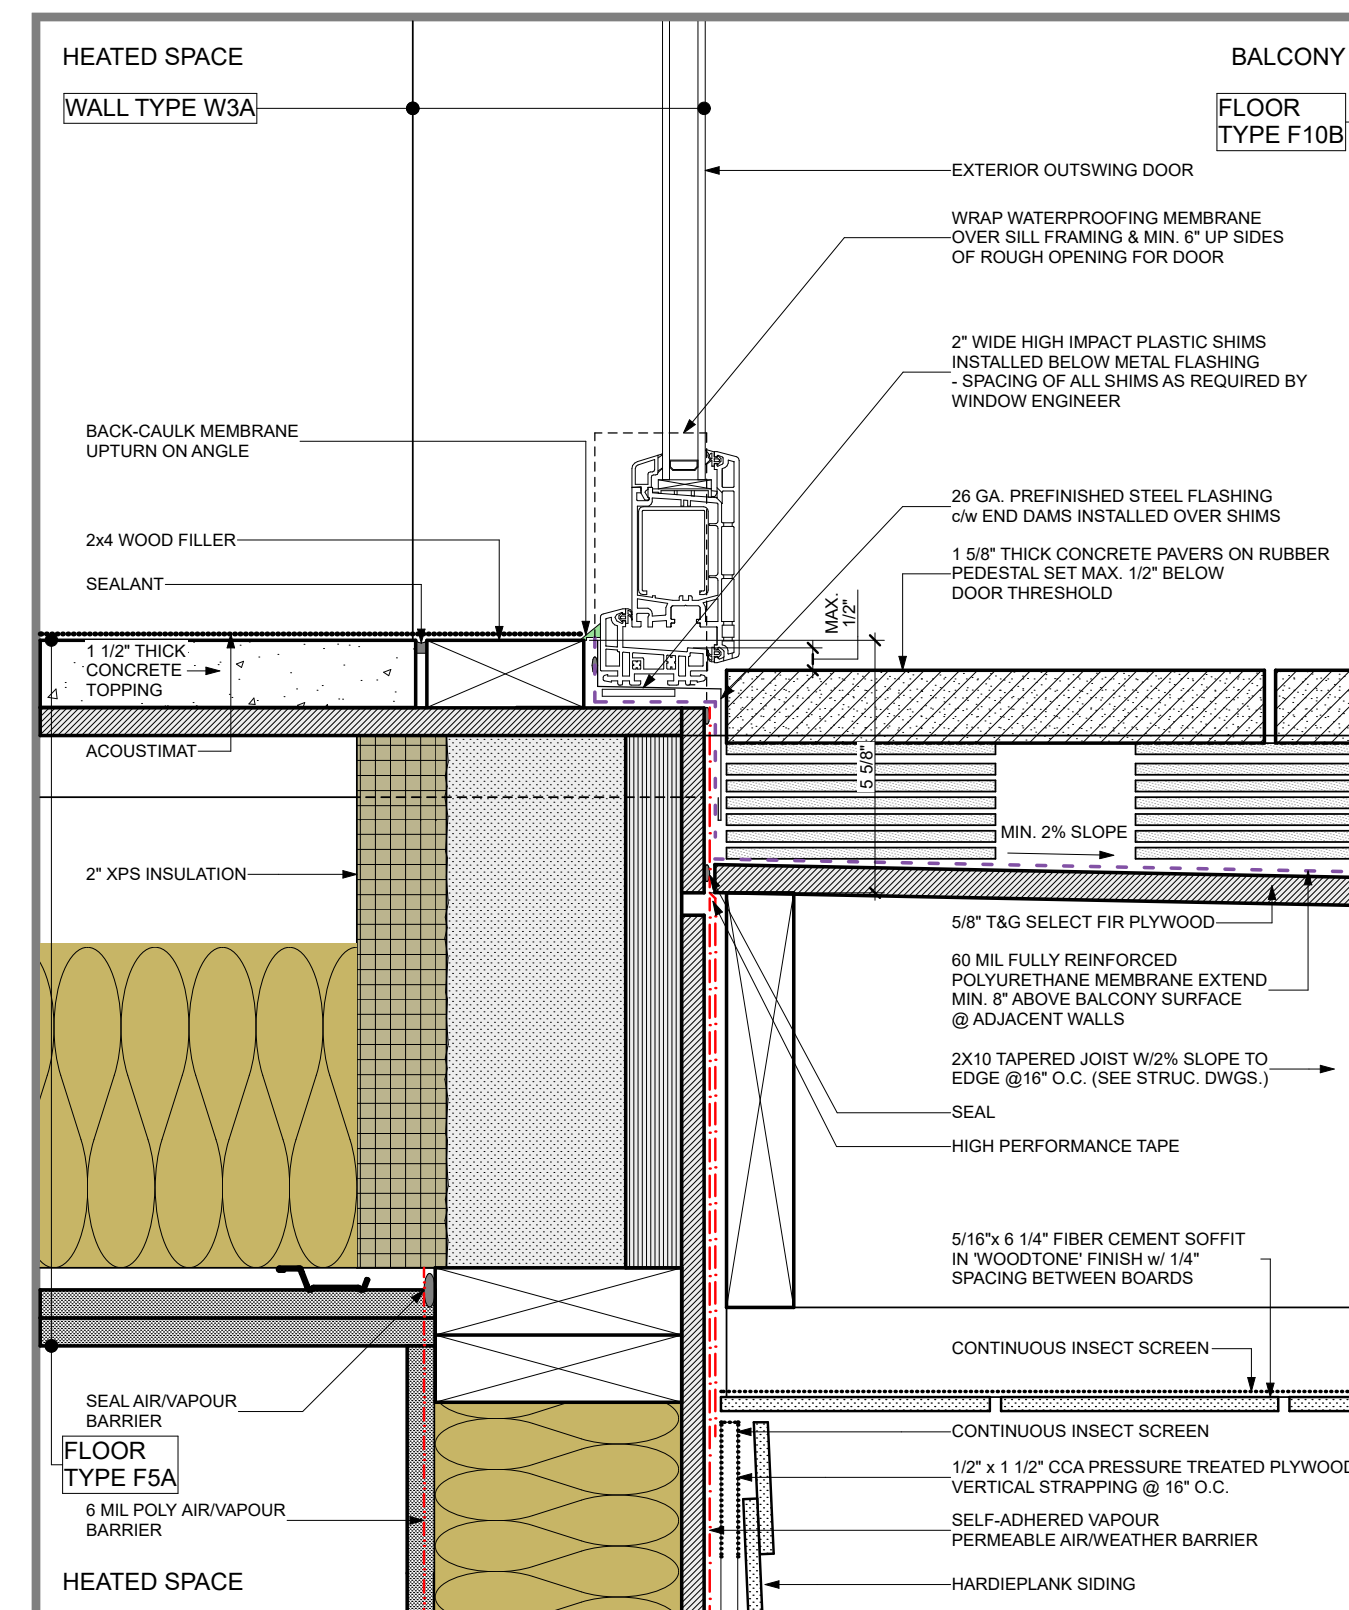 HEATED SPACE
BALCONY
WALL TYPE W3A
FLOOR
TYPE F10B
EXTERIOR OUTSWING DOOR
WRAP WATERPROOFING MEMBRANE
OVER SILL FRAMING & MIN. 6" UP SIDES
OF ROUGH OPENING FOR DOOR
2" WIDE HIGH IMPACT PLASTIC SHIMS
INSTALLED BELOW METAL FLASHING
- SPACING OF ALL SHIMS AS REQUIRED BY
WINDOW ENGINEER
BACK-CAULK MEMBRANE
UPTURN ON ANGLE
26 GA. PREFINISHED STEEL FLASHING
c/w END DAMS INSTALLED OVER SHIMS
2x4 WOOD FILLER
1 5/8" THICK CONCRETE PAVERS ON RUBBER
PEDESTAL SET MAX. 1/2" BELOW
DOOR THRESHOLD
SEALANT
MAX.
1/2"
1 1/2" THICK
CONCRETE
TOPPING
ACOUSTIMAT
5 5/8"
MIN. 2% SLOPE
2" XPS INSULATION
5/8" T&G SELECT FIR PLYWOOD
60 MIL FULLY REINFORCED
POLYURETHANE MEMBRANE EXTEND
MIN. 8" ABOVE BALCONY SURFACE
@ ADJACENT WALLS
2X10 TAPERED JOIST W/2% SLOPE TO
EDGE @16" O.C. (SEE STRUC. DWGS.)
SEAL
HIGH PERFORMANCE TAPE
5/16"x 6 1/4" FIBER CEMENT SOFFIT
IN 'WOODTONE' FINISH w/ 1/4"
SPACING BETWEEN BOARDS
CONTINUOUS INSECT SCREEN
SEAL AIR/VAPOUR
BARRIER
CONTINUOUS INSECT SCREEN
FLOOR
TYPE F5A
1/2" x 1 1/2" CCA PRESSURE TREATED PLYWOOD
VERTICAL STRAPPING @ 16" O.C.
6 MIL POLY AIR/VAPOUR
BARRIER
SELF-ADHERED VAPOUR
PERMEABLE AIR/WEATHER BARRIER
HEATED SPACE
HARDIEPLANK SIDING